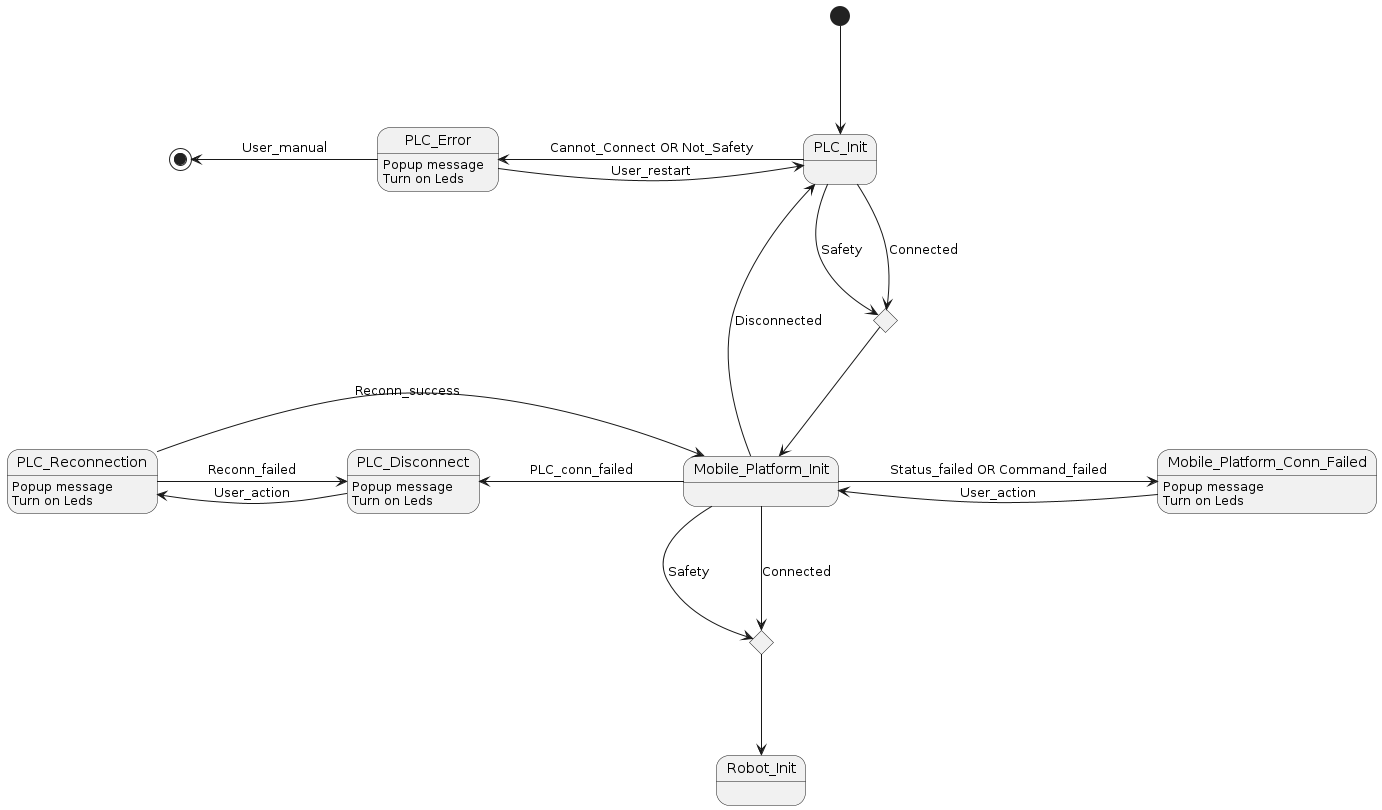 PLC_Error
Popup message
Turn on Leds
User_manual
Cannot_Connect OR Not_Safety
User_restart
PLC_Init
Safety
Connected
Disconnected
Reconn_success
PLC_Reconnection
Popup message
Turn on Leds
Reconn_failed
User_action
PLC_Disconnect
Popup message
Turn on Leds
PLC_conn_failed
Mobile_Platform_Init
Status_failed OR Command_failed
User_action
Mobile_Platform_Conn_Failed
Popup message
Turn on Leds
Safety
Connected
Robot_Init